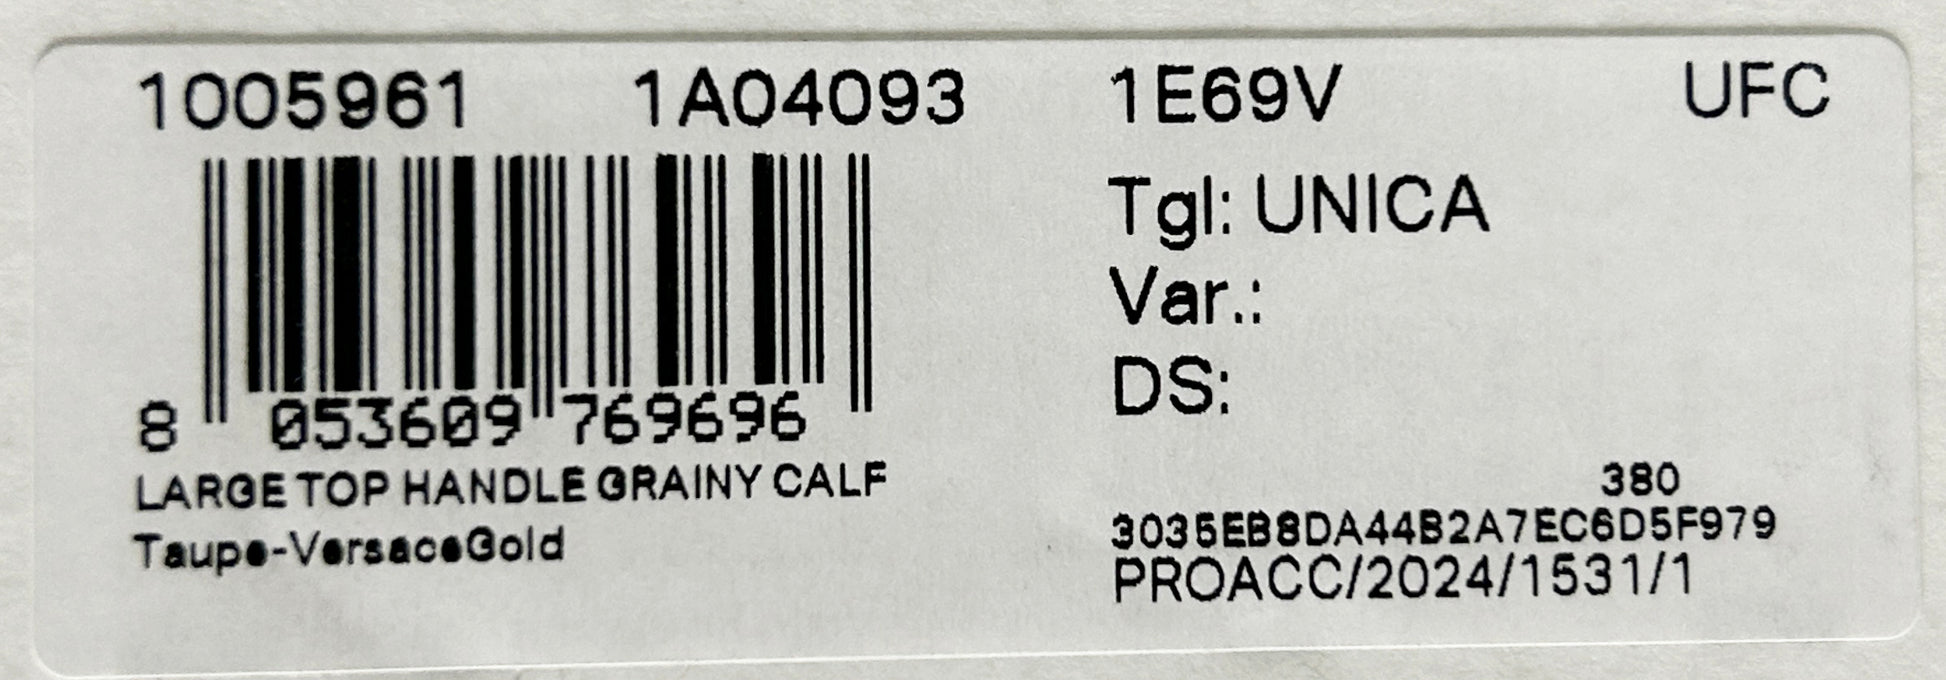 1005961 1A04093 1E69V UFC
Tgl: UNICA
Var.:
DS:
8 053609 769696
LARGE TOP HANDLE GRAINY CALF
Taupe-VersaceGold
380
3035EB8DA44B2A7EC6D5F979
PROACC/2024/1531/1